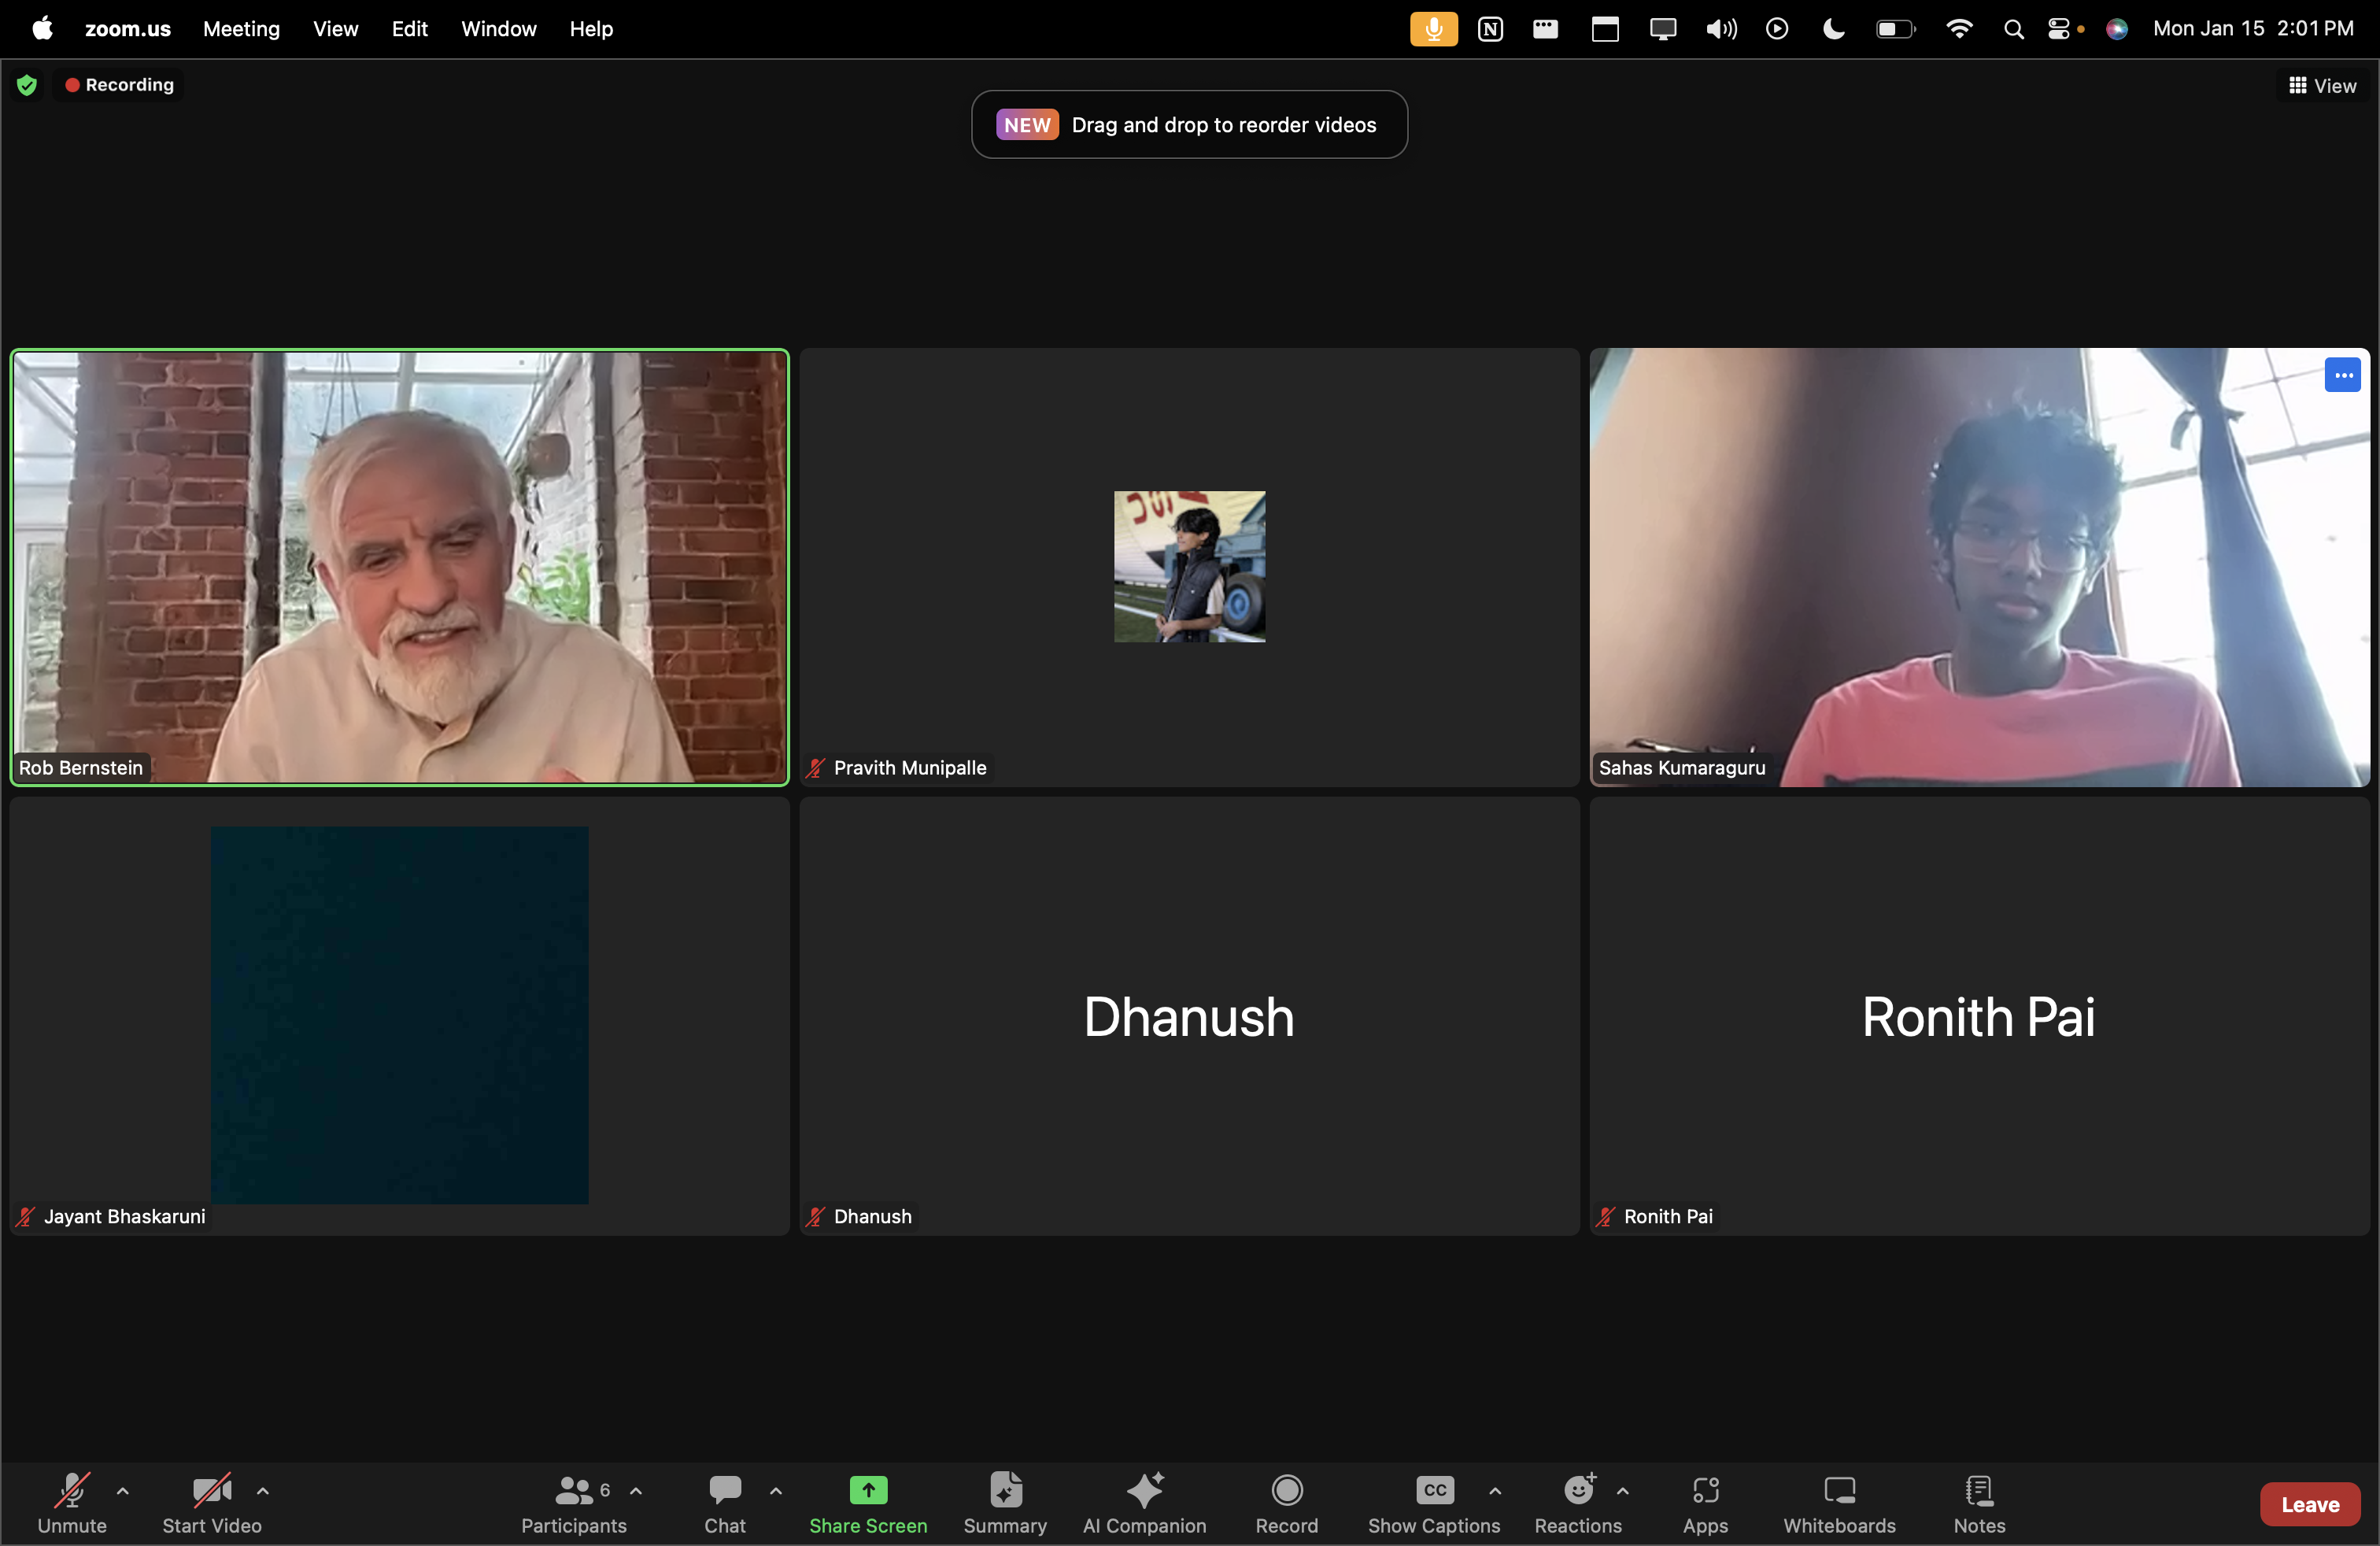 zoom.us Meeting View Edit Window Help N Mon Jan 15 2:01 PM
Recording
View
NEW Drag and drop to reorder videos
Rob Bernstein
Pravith Munipalle
Sahas Kumaraguru
Dhanush
Ronith Pai
Jayant Bhaskaruni
Dhanush
Ronith Pai
6
CC
Unmute Start Video Participants Chat Share Screen Summary AI Companion Record Show Captions Reactions Apps Whiteboards Notes
Leave